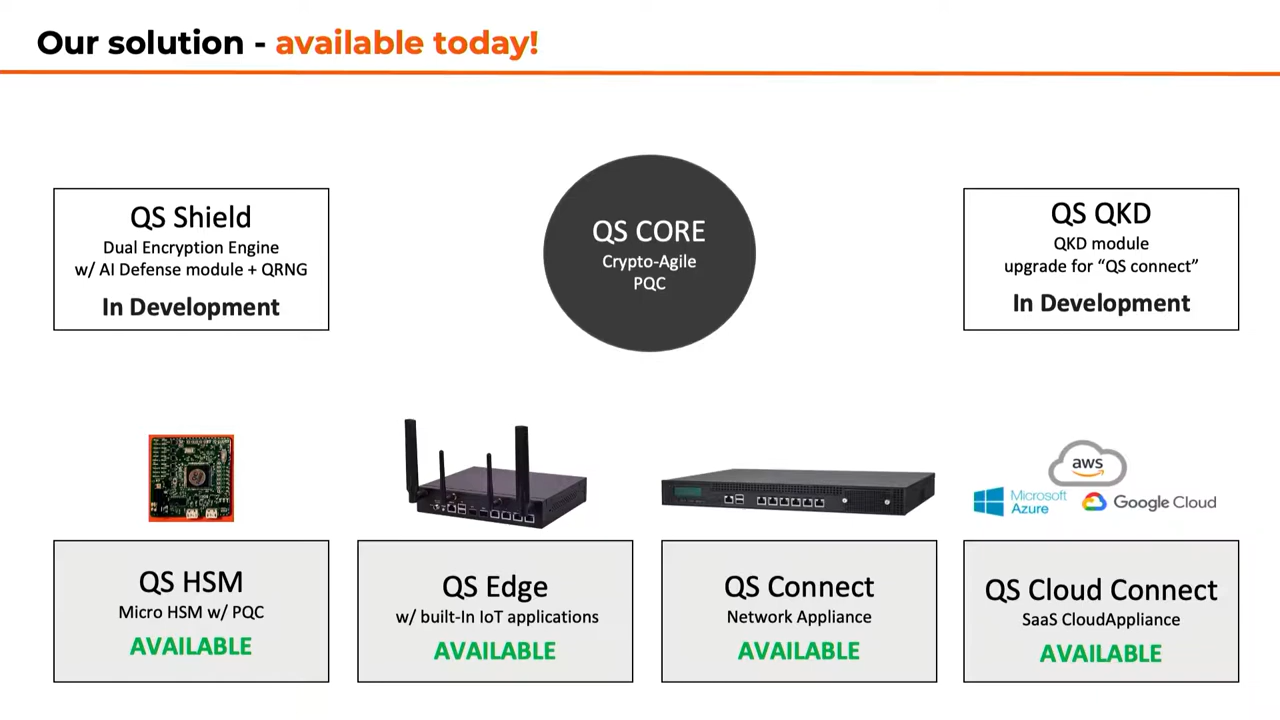 Our solution - available today!
QS Shield
Dual Encryption Engine
w/ AI Defense module + QRNG
In Development
QS CORE
Crypto-Agile
PQC
QS QKD
QKD module
upgrade for “QS connect”
In Development
aws
Microsoft
Azure
Google Cloud
QS HSM
Micro HSM w/ PQC
AVAILABLE
QS Edge
w/ built-In IoT applications
AVAILABLE
QS Connect
Network Appliance
AVAILABLE
QS Cloud Connect
SaaS CloudAppliance
AVAILABLE